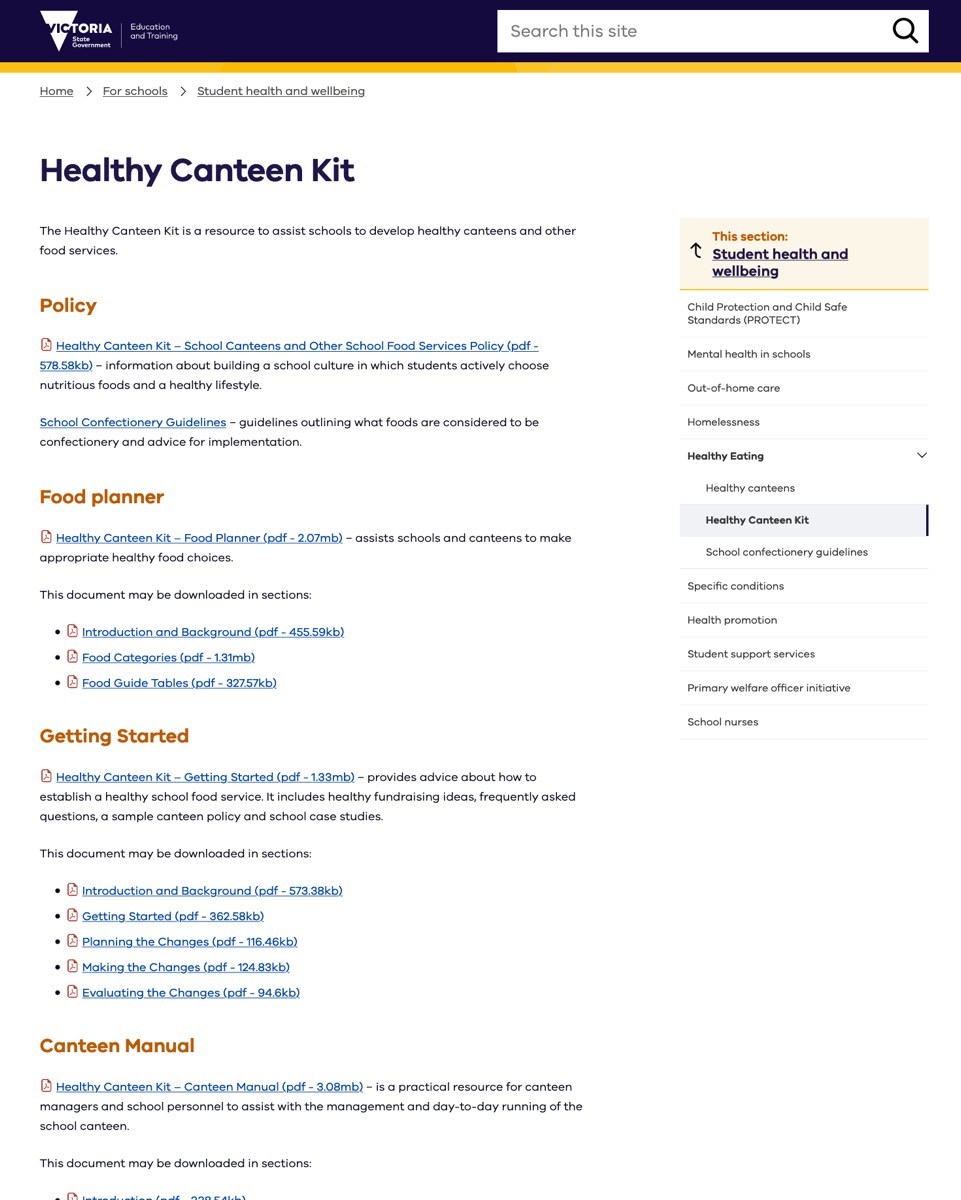 VICTORIA
State
Government
Education
and Training
Search this site
Home > For schools > Student health and wellbeing
Healthy Canteen Kit
The Healthy Canteen Kit is a resource to assist schools to develop healthy canteens and other
food services.
Policy
Healthy Canteen Kit – School Canteens and Other School Food Services Policy (pdf -
578.58kb) – information about building a school culture in which students actively choose
nutritious foods and a healthy lifestyle.
School Confectionery Guidelines – guidelines outlining what foods are considered to be
confectionery and advice for implementation.
Food planner
Healthy Canteen Kit – Food Planner (pdf - 2.07mb) – assists schools and canteens to make
appropriate healthy food choices.
This document may be downloaded in sections:
• Introduction and Background (pdf - 455.59kb)
• Food Categories (pdf - 1.31mb)
• Food Guide Tables (pdf - 327.57kb)
Getting Started
Healthy Canteen Kit – Getting Started (pdf - 1.33mb) – provides advice about how to
establish a healthy school food service. It includes healthy fundraising ideas, frequently asked
questions, a sample canteen policy and school case studies.
This document may be downloaded in sections:
• Introduction and Background (pdf - 573.38kb)
• Getting Started (pdf - 362.58kb)
• Planning the Changes (pdf - 116.46kb)
• Making the Changes (pdf - 124.83kb)
• Evaluating the Changes (pdf - 94.6kb)
Canteen Manual
Healthy Canteen Kit – Canteen Manual (pdf - 3.08mb) – is a practical resource for canteen
managers and school personnel to assist with the management and day-to-day running of the
school canteen.
This document may be downloaded in sections:
• Introduction (pdf - 228.54kb)
This section:
Student health and
wellbeing
Child Protection and Child Safe
Standards (PROTECT)
Mental health in schools
Out-of-home care
Homelessness
Healthy Eating
Healthy canteens
Healthy Canteen Kit
School confectionery guidelines
Specific conditions
Health promotion
Student support services
Primary welfare officer initiative
School nurses